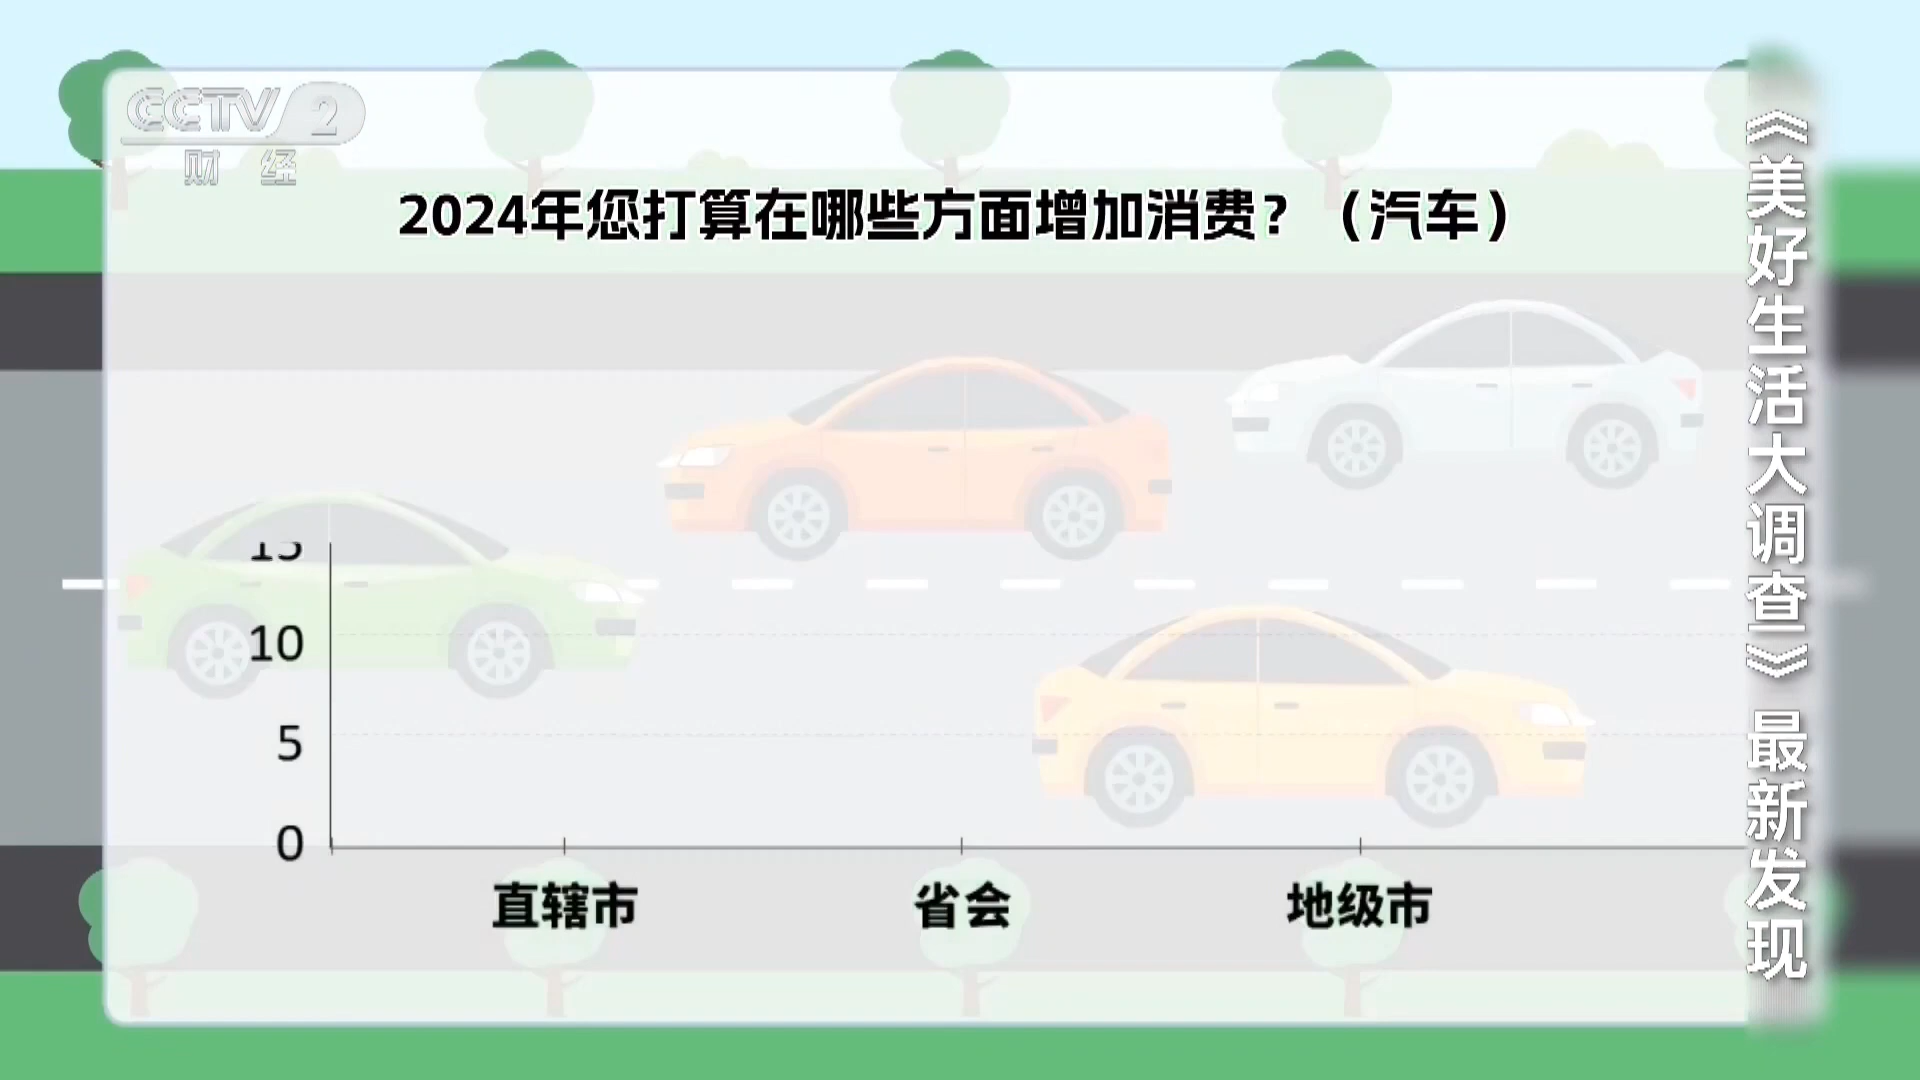 CCTV 2
财经
2024年您打算在哪些方面增加消费？（汽车）
15
10
5
0
直辖市 省会 地级市
《美好生活大调查》最新发现